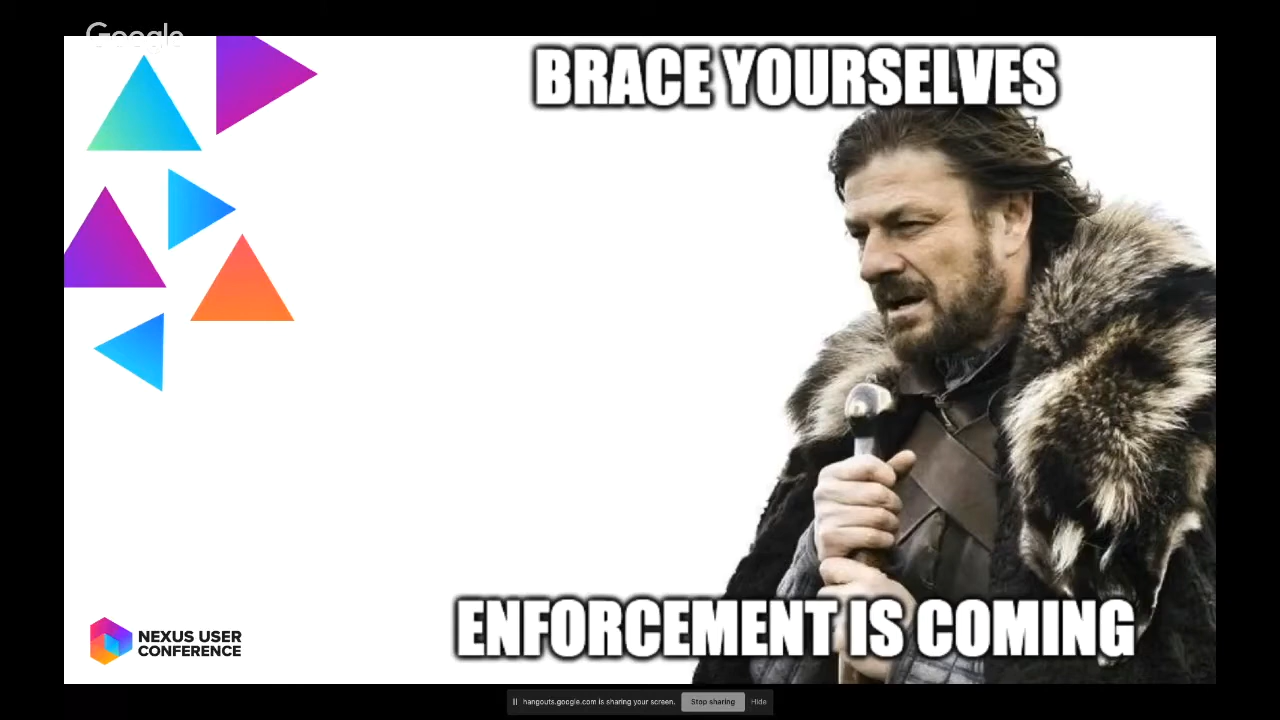 Google
BRACE YOURSELVES
ENFORCEMENT IS COMING
NEXUS USER
CONFERENCE
hangouts.google.com is sharing your screen.
Stop sharing
Hide